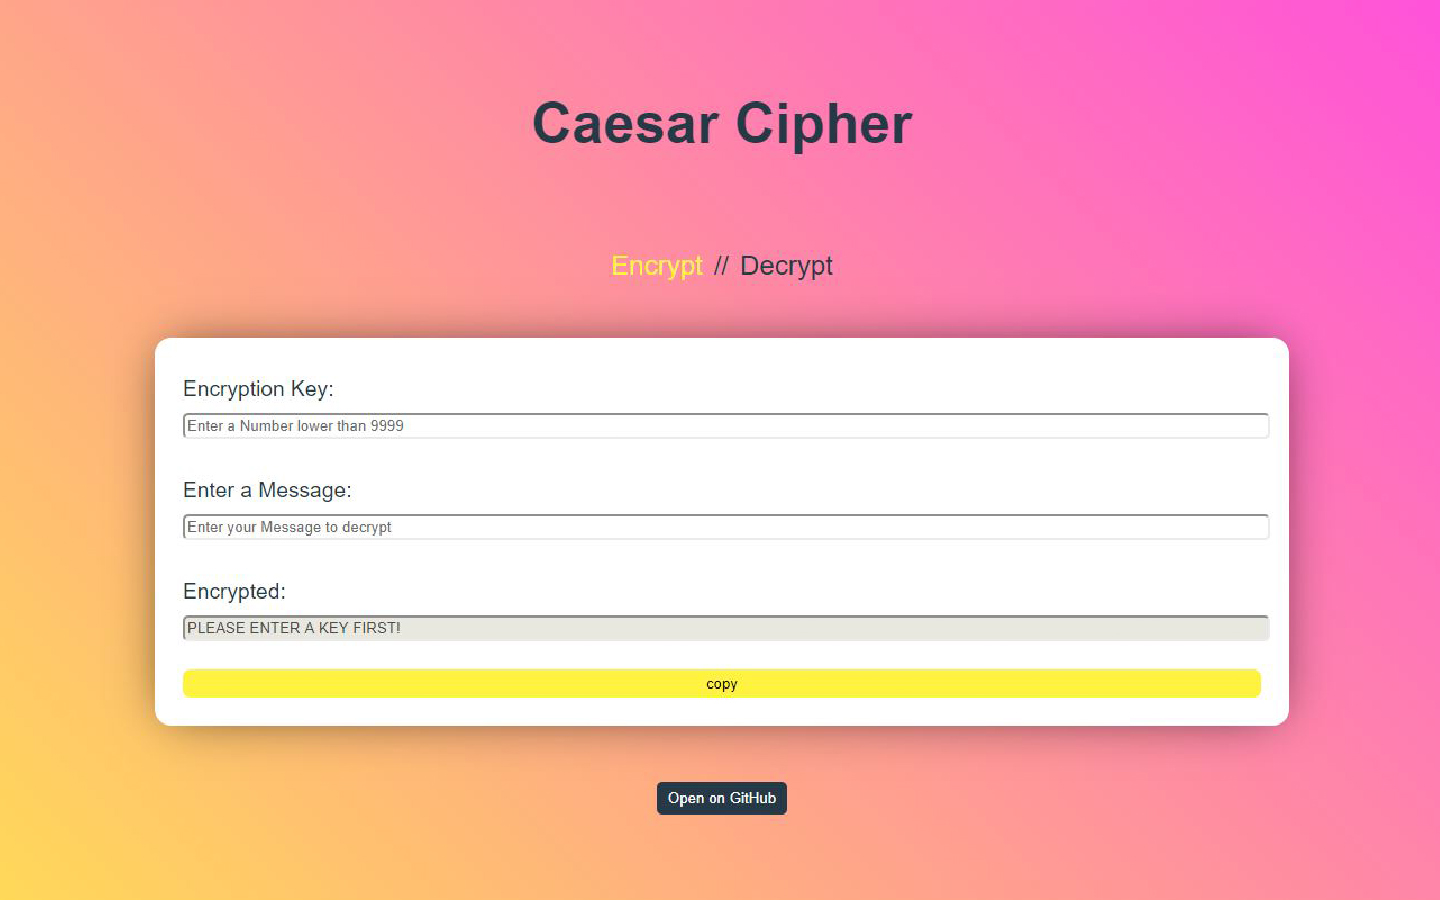 Caesar Cipher
Encrypt // Decrypt
Encryption Key:
Enter a Number lower than 9999
Enter a Message:
Enter your Message to decrypt
Encrypted:
PLEASE ENTER A KEY FIRST!
copy
Open on GitHub